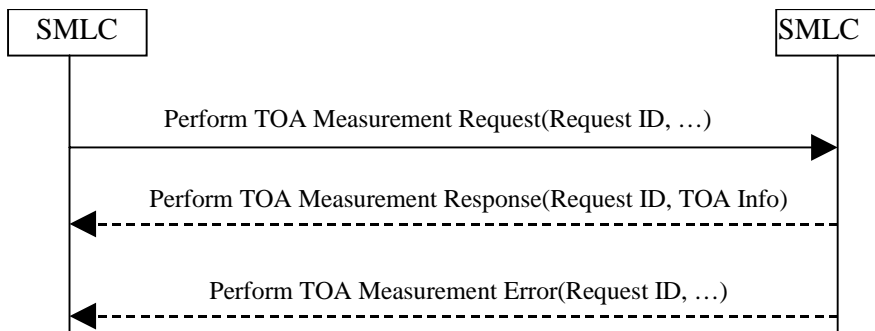 SMLC
SMLC
Perform TOA Measurement Request(Request ID, …)
Perform TOA Measurement Response(Request ID, TOA Info)
Perform TOA Measurement Error(Request ID, …)